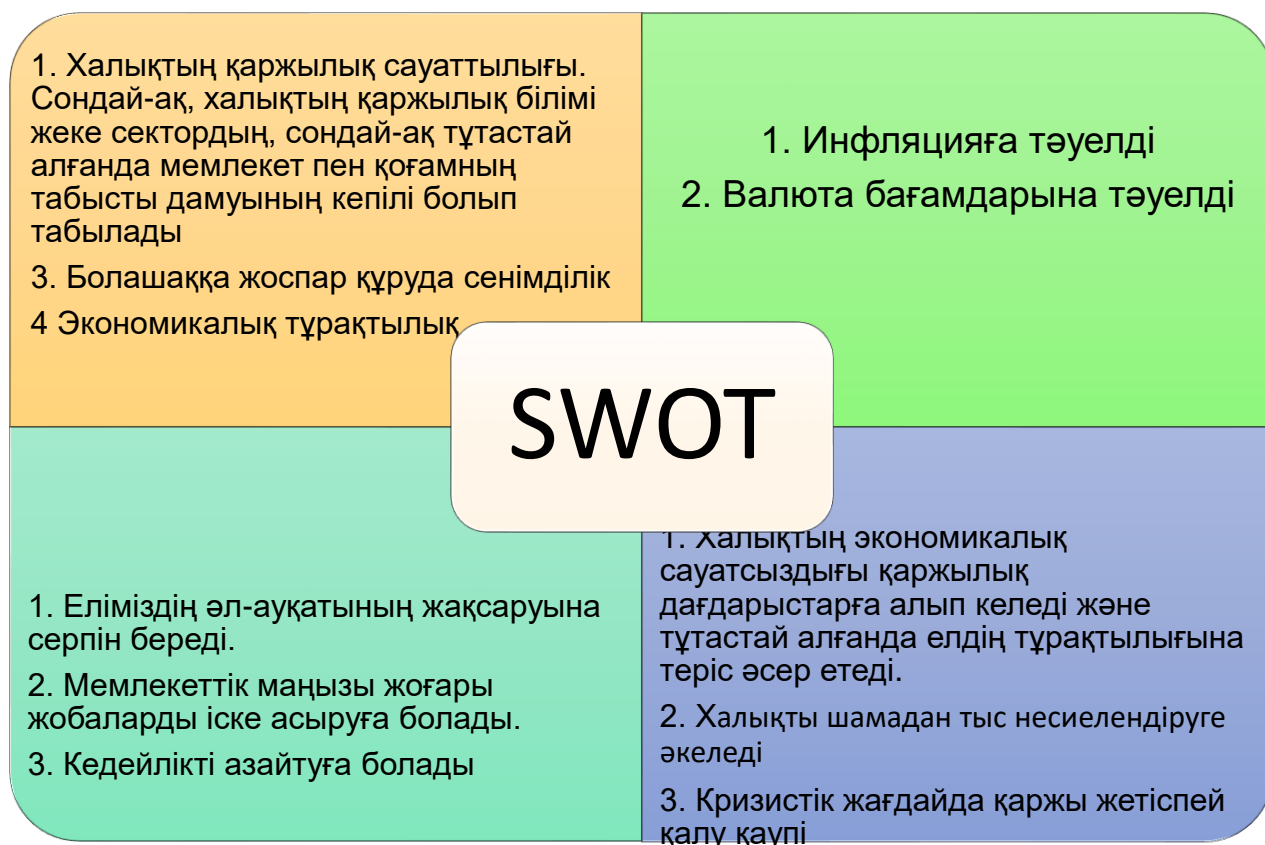 1. Халықтың қаржылық сауаттылығы.
Сондай-ақ, халықтың қаржылық білімі
жеке сектордың, сондай-ақ тұтастай
алғанда мемлекет пен қоғамның
табысты дамуының кепілі болып
табылады
3. Болашаққа жоспар құруда сенімділік
4 Экономикалық тұрақтылық
1. Инфляцияға тәуелді
2. Валюта бағамдарына тәуелді
SWOT
1. Еліміздің әл-ауқатының жақсаруына
серпін береді.
2. Мемлекеттік маңызы жоғары
жобаларды іске асыруға болады.
3. Кедейлікті азайтуға болады
1. Халықтың экономикалық
сауатсыздығы қаржылық
дағдарыстарға алып келеді және
тұтастай алғанда елдің тұрақтылығына
теріс әсер етеді.
2. Халықты шамадан тыс несиелендіруге
әкеледі
3. Кризистік жағдайда қаржы жетіспей
қалу қаупі